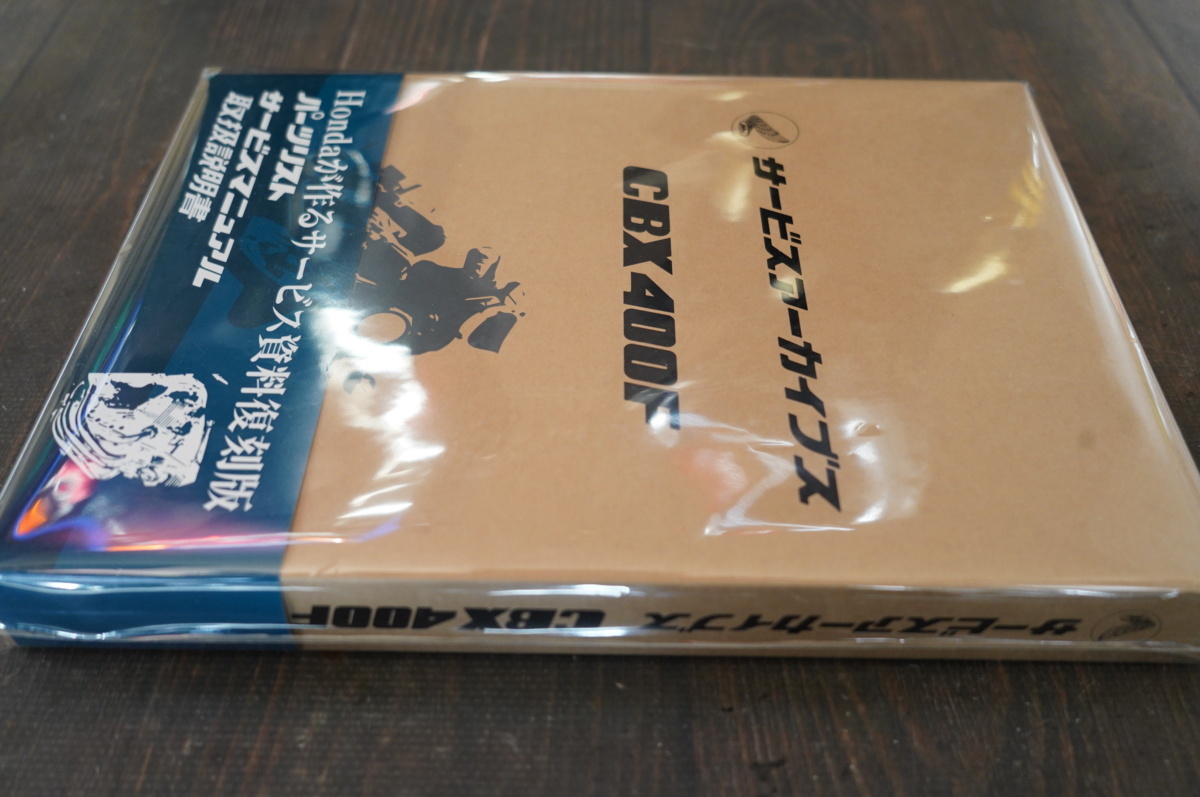 サービスアーカイブス
CBX400F
Hondaが作るサービス資料復刻版
パーツリスト
サービスマニュアル
取扱説明書
サービスアーカイブス CBX400F